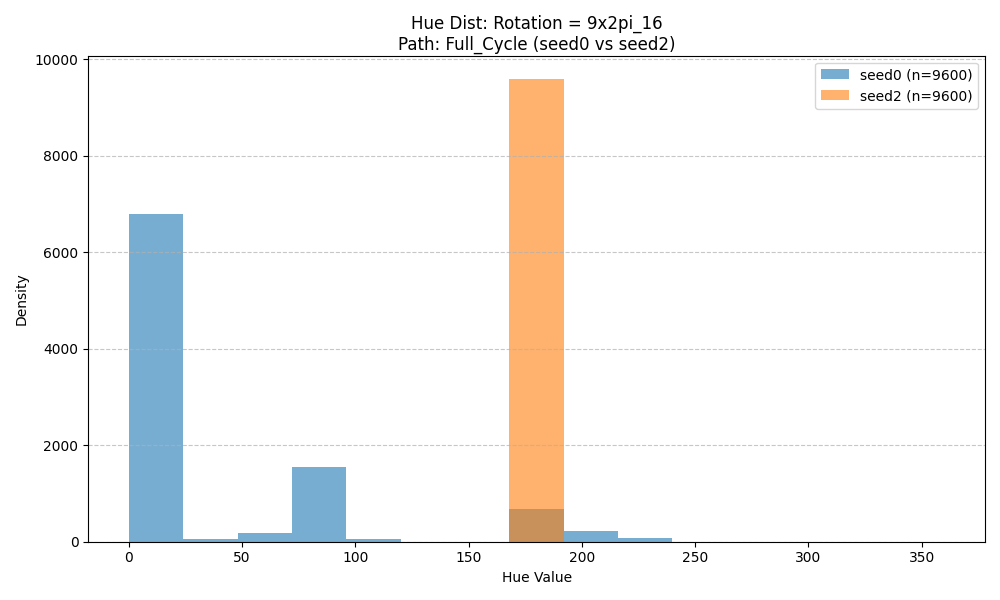 Hue Dist: Rotation = 9x2pi_16
Path: Full_Cycle (seed0 vs seed2)
seed0 (n=9600)
seed2 (n=9600)
Density
10000
8000
6000
4000
2000
0
0 50 100 150 200 250 300 350
Hue Value